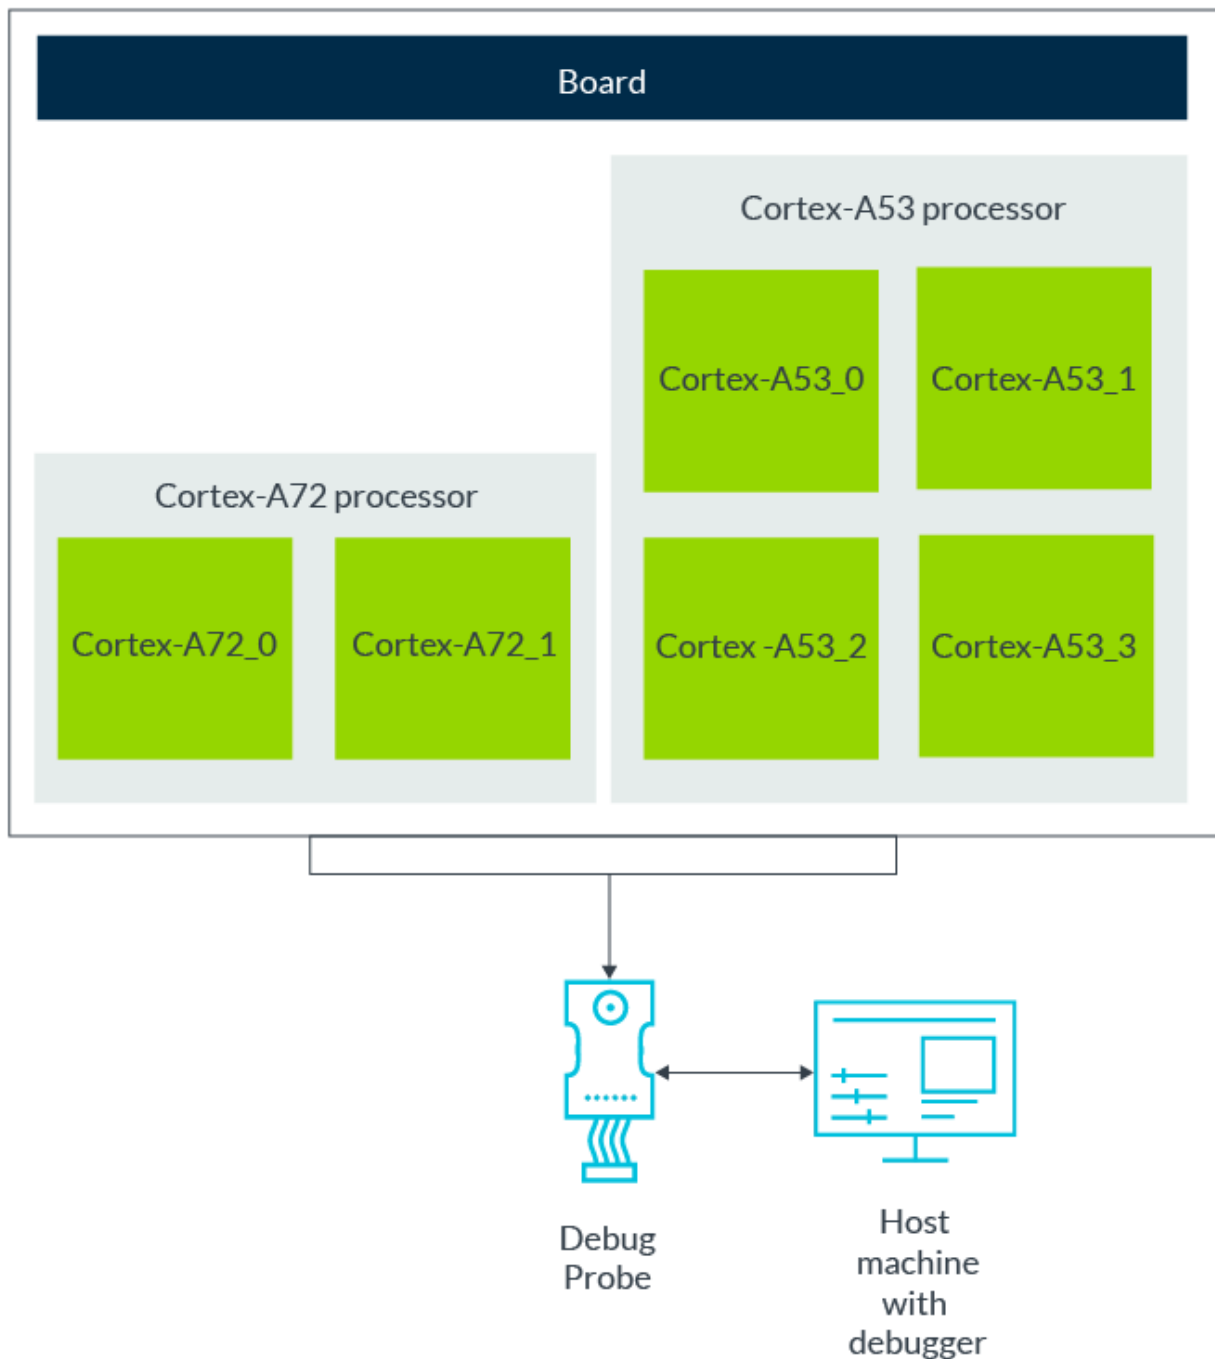 Board
Cortex-A53 processor
Cortex-A53_0
Cortex-A53_1
Cortex-A72 processor
Cortex-A72_0
Cortex-A72_1
Cortex -A53_2
Cortex-A53_3
Debug
Probe
Host
machine
with
debugger